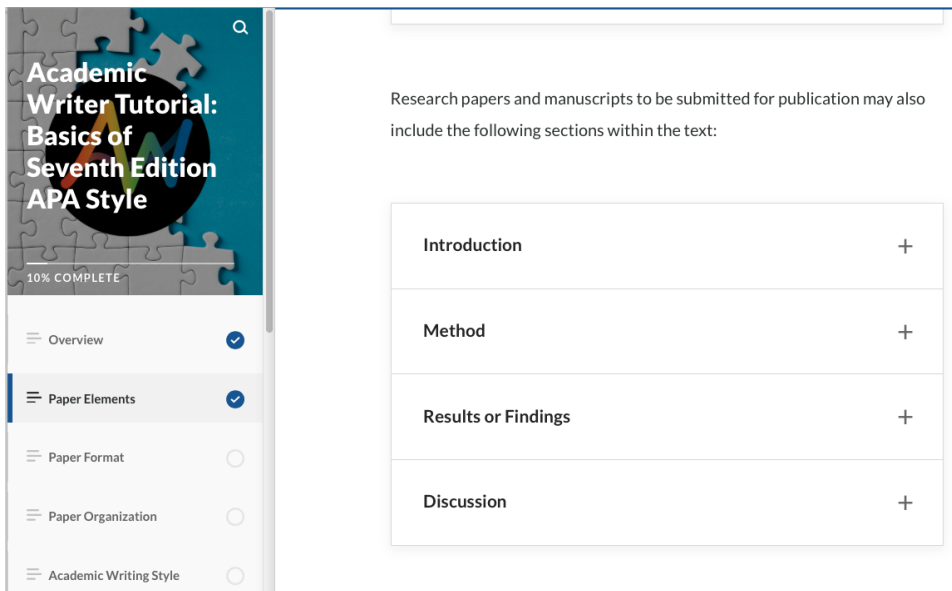 Academic
Writer Tutorial:
Basics of
Seventh Edition
APA Style
10% COMPLETE
Overview
Paper Elements
Paper Format
Paper Organization
Academic Writing Style
Research papers and manuscripts to be submitted for publication may also
include the following sections within the text:
Introduction
Method
Results or Findings
Discussion